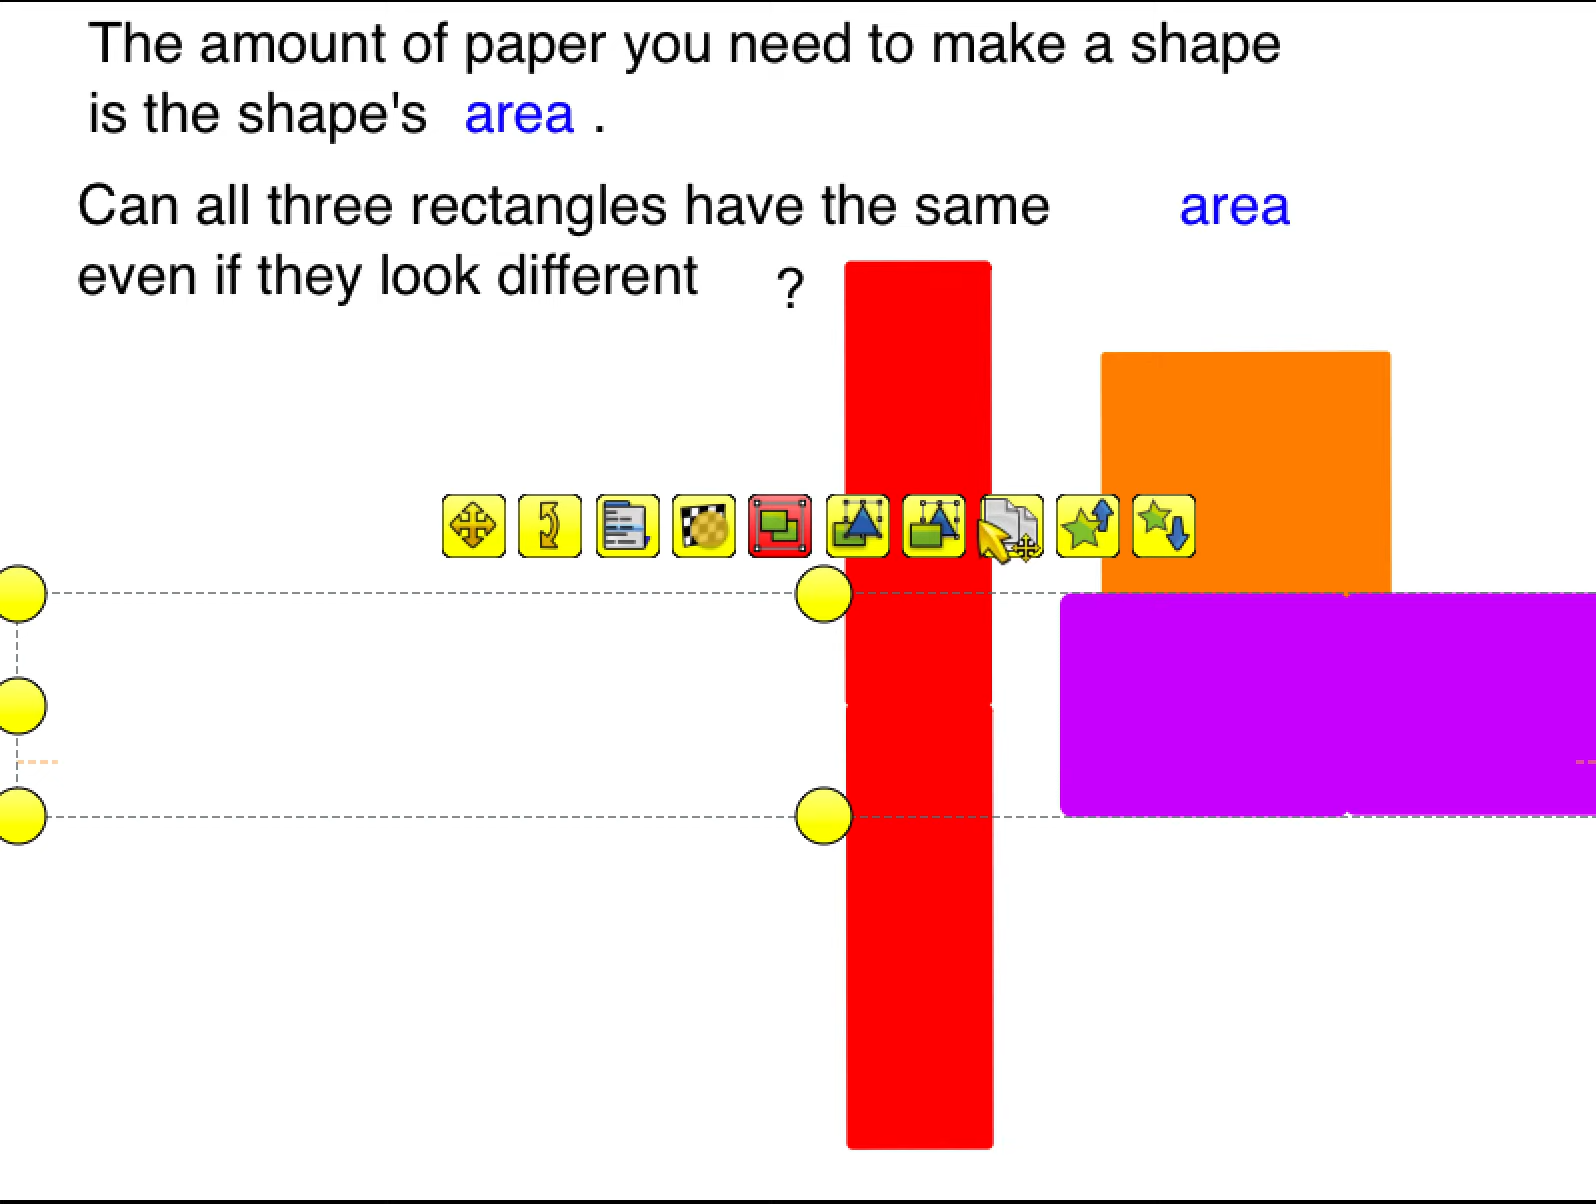 The amount of paper you need to make a shape
is the shape's area .
Can all three rectangles have the same area
even if they look different ?